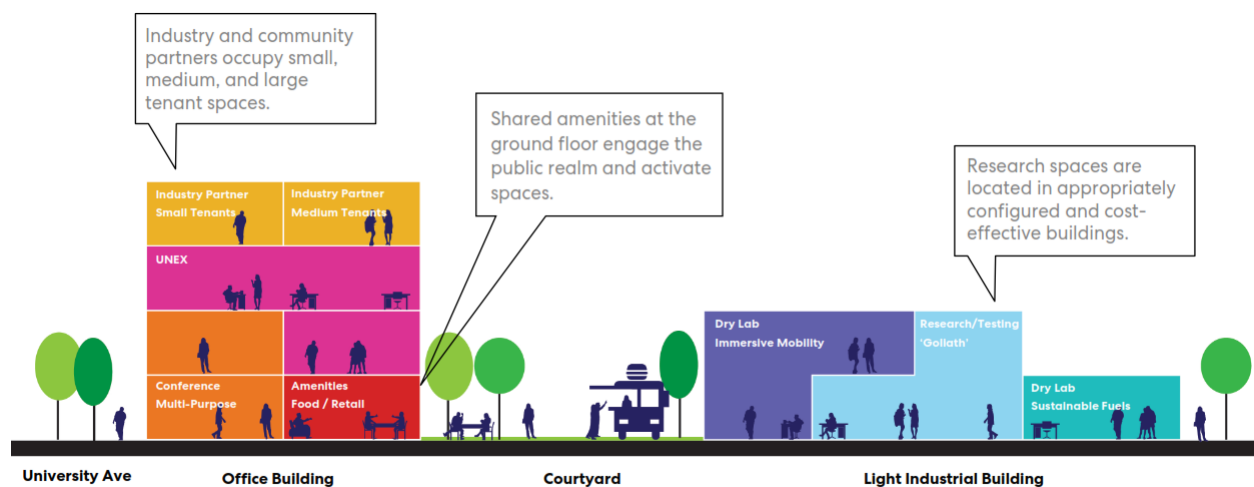 Industry and community
partners occupy small,
medium, and large
tenant spaces.
Shared amenities at the
ground floor engage the
public realm and activate
spaces.
Research spaces are
located in appropriately
configured and cost-
effective buildings.
Industry Partner
Small Tenants
Industry Partner
Medium Tenants
UNEX
Conference
Multi-Purpose
Amenities
Food / Retail
Dry Lab
Immersive Mobility
Research/Testing
'Goliath'
Dry Lab
Sustainable Fuels
University Ave
Office Building
Courtyard
Light Industrial Building